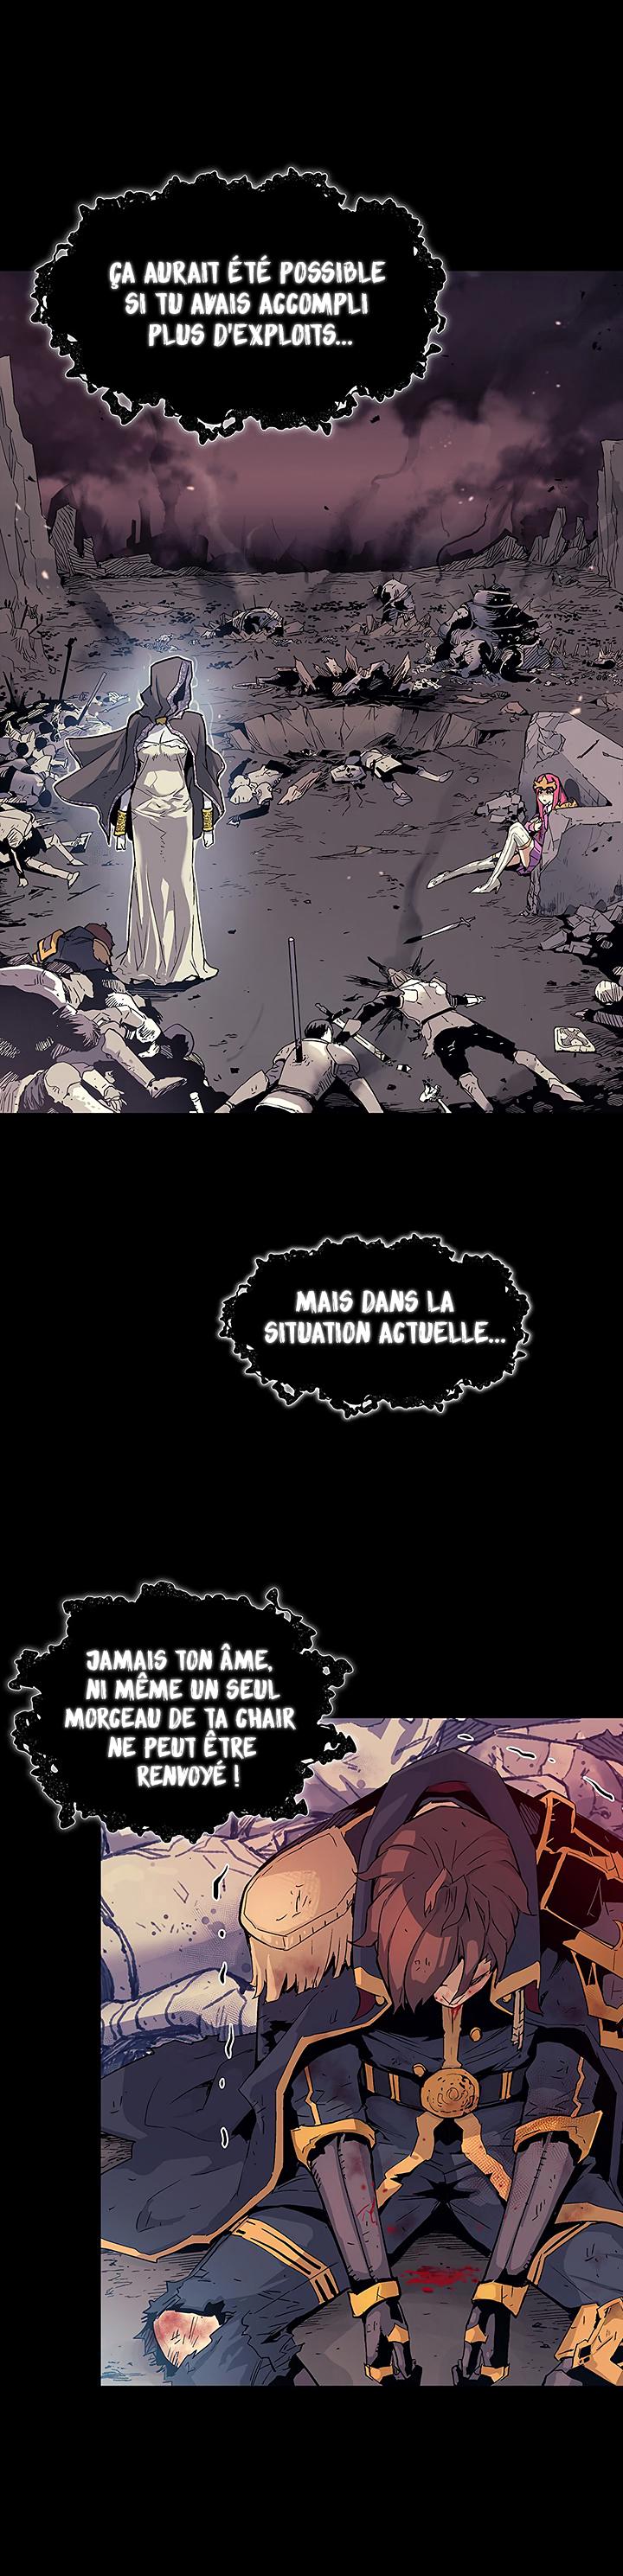 ÇA AURAIT ÉTÉ POSSIBLE
SI TU AVAIS ACCOMPLI
PLUS D'EXPLOITS...
MAIS DANS LA
SITUATION ACTUELLE...
JAMAIS TON ÂME,
NI MÊME UN SEUL
MORCEAU DE TA CHAIR
NE PEUT ÊTRE
RENVOYÉ !